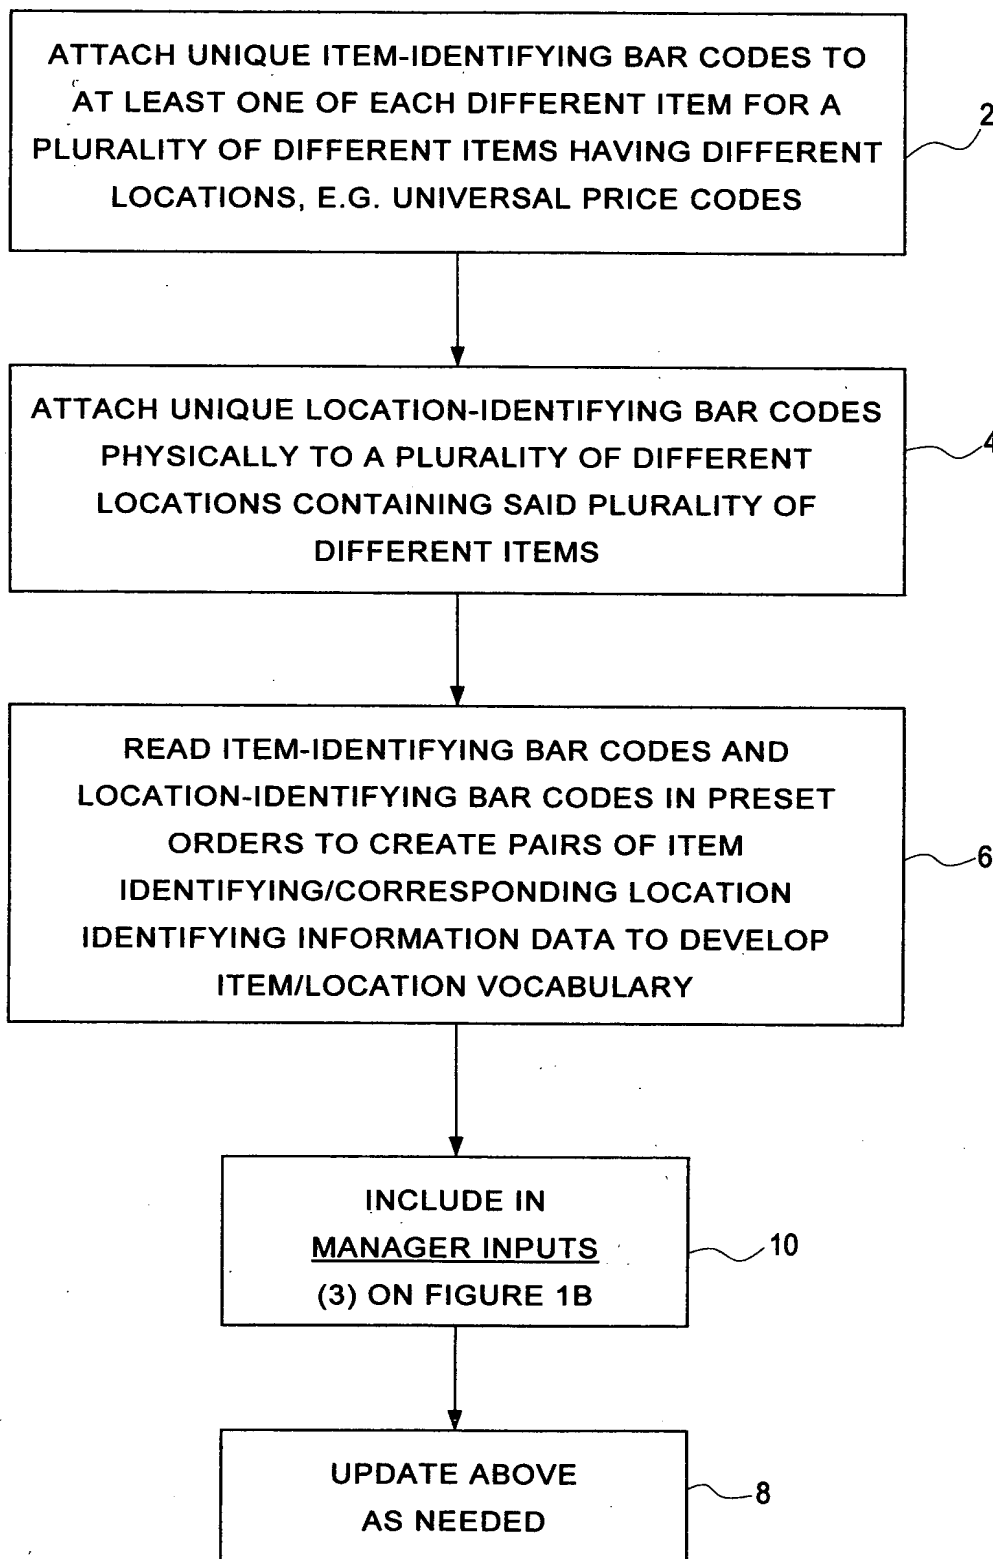 ATTACH UNIQUE ITEM-IDENTIFYING BAR CODES TO
AT LEAST ONE OF EACH DIFFERENT ITEM FOR A
PLURALITY OF DIFFERENT ITEMS HAVING DIFFERENT
LOCATIONS, E.G. UNIVERSAL PRICE CODES
2
ATTACH UNIQUE LOCATION-IDENTIFYING BAR CODES
PHYSICALLY TO A PLURALITY OF DIFFERENT
LOCATIONS CONTAINING SAID PLURALITY OF
DIFFERENT ITEMS
4
READ ITEM-IDENTIFYING BAR CODES AND
LOCATION-IDENTIFYING BAR CODES IN PRESET
ORDERS TO CREATE PAIRS OF ITEM
IDENTIFYING/CORRESPONDING LOCATION
IDENTIFYING INFORMATION DATA TO DEVELOP
ITEM/LOCATION VOCABULARY
6
INCLUDE IN
MANAGER INPUTS
(3) ON FIGURE 1B
10
UPDATE ABOVE
AS NEEDED
8